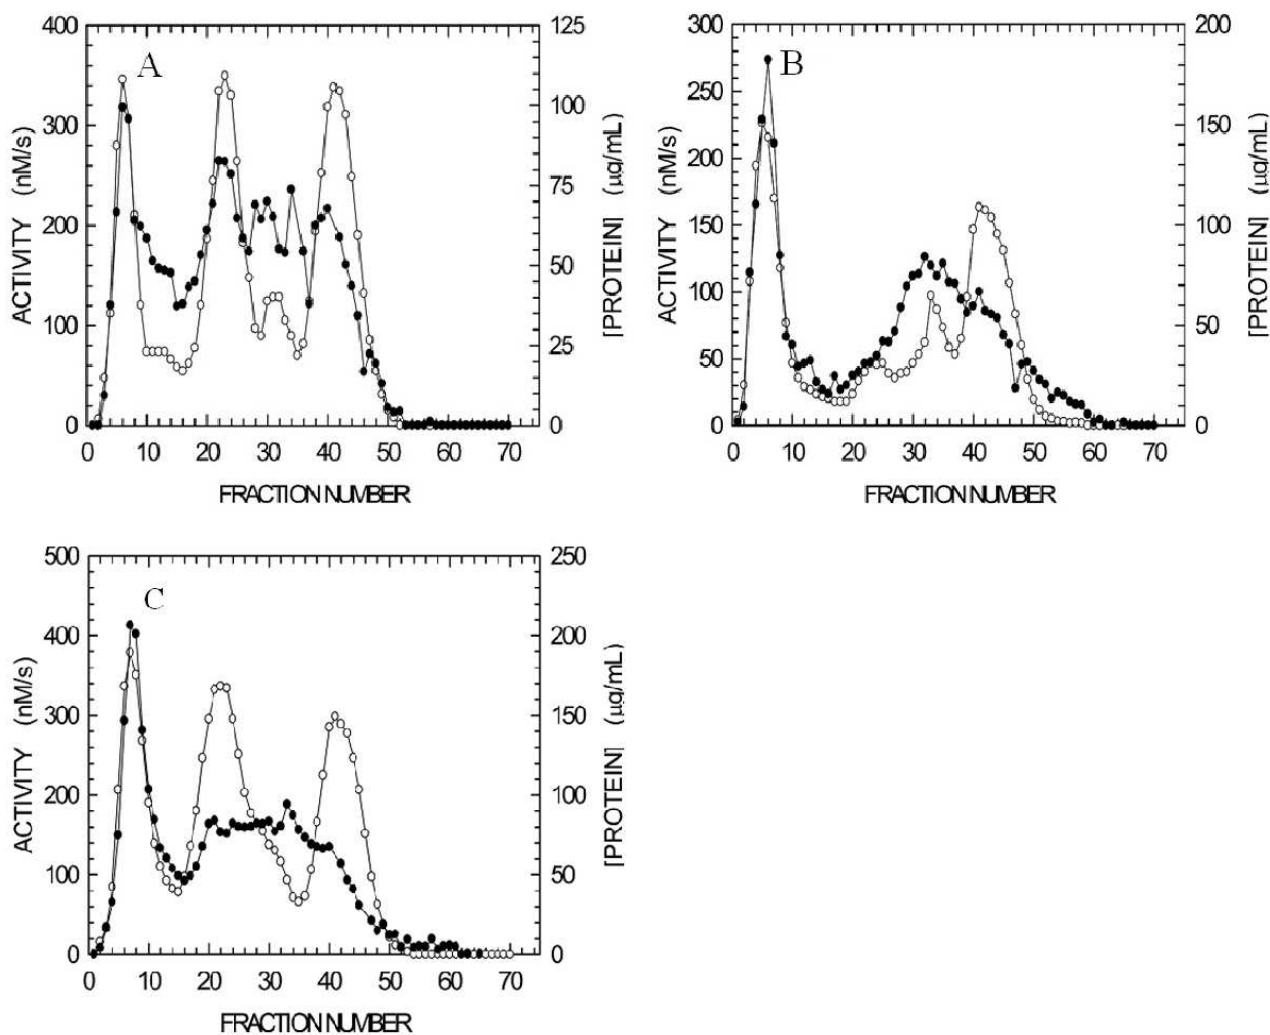 A
400
300
200
100
0
ACTIVITY (nM/s)
125
100
75
50
25
0
[PROTEIN] (µg/mL)
0 10 20 30 40 50 60 70
FRACTION NUMBER
B
300
250
200
150
100
50
0
ACTIVITY (nM/s)
200
150
100
50
0
[PROTEIN] (µg/mL)
0 10 20 30 40 50 60 70
FRACTION NUMBER
C
500
400
300
200
100
0
ACTIVITY (nM/s)
250
200
150
100
50
0
[PROTEIN] (µg/mL)
0 10 20 30 40 50 60 70
FRACTION NUMBER